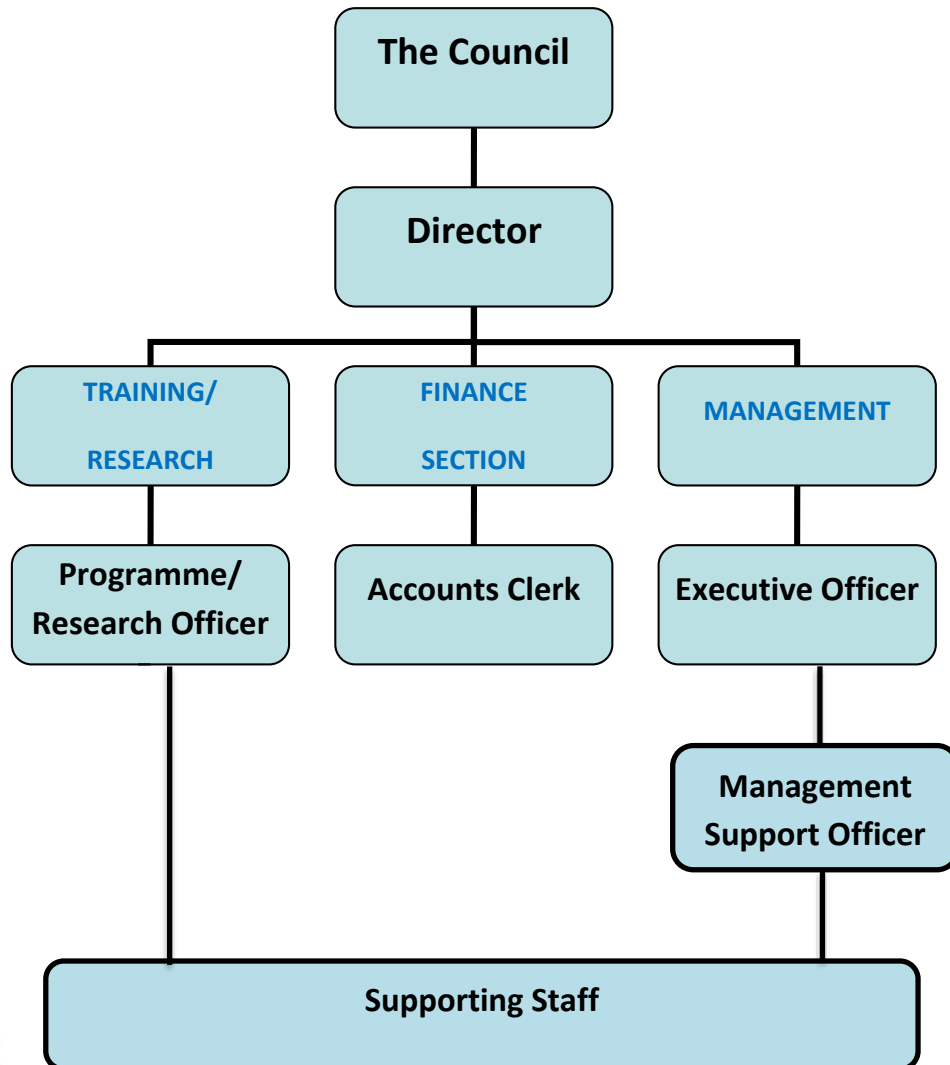 The Council
Director
TRAINING/
RESEARCH
FINANCE
SECTION
MANAGEMENT
Programme/
Research Officer
Accounts Clerk
Executive Officer
Management
Support Officer
Supporting Staff